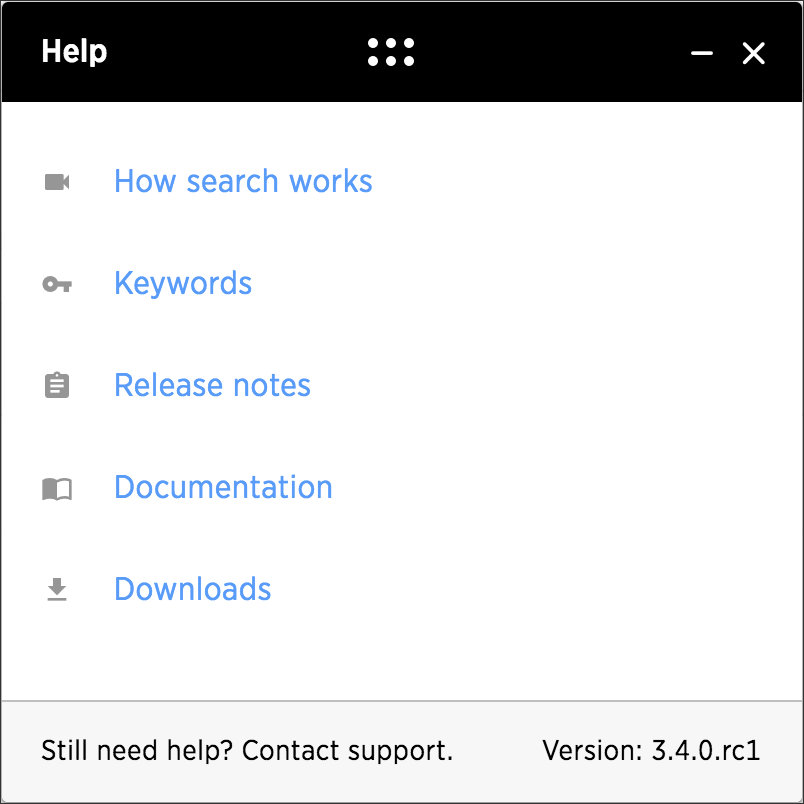 Help
How search works
Keywords
Release notes
Documentation
Downloads
Still need help? Contact support. Version: 3.4.0.rc1